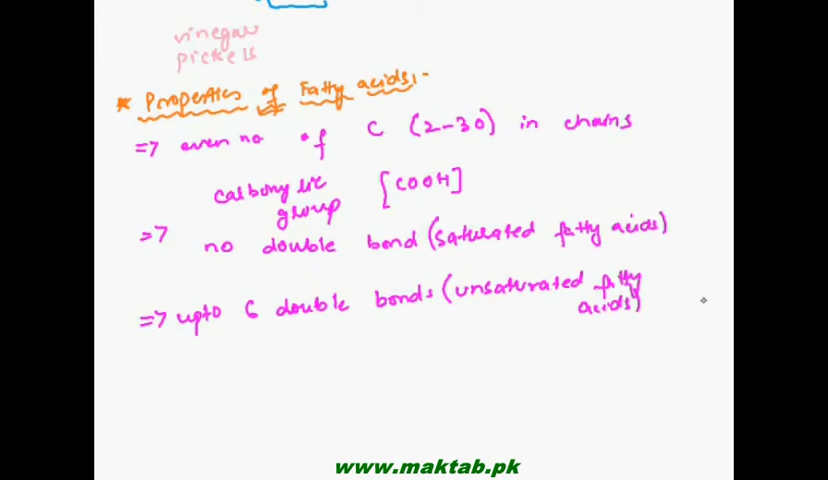 vinegar
pickels
* Properties of Fatty acids:-
=> even no of C (2-30) in chains
carboxylic [COOH]
group
=> no double bond (saturated fatty acids)
=> upto 6 double bonds (unsaturated fatty
acids)
www.maktab.pk